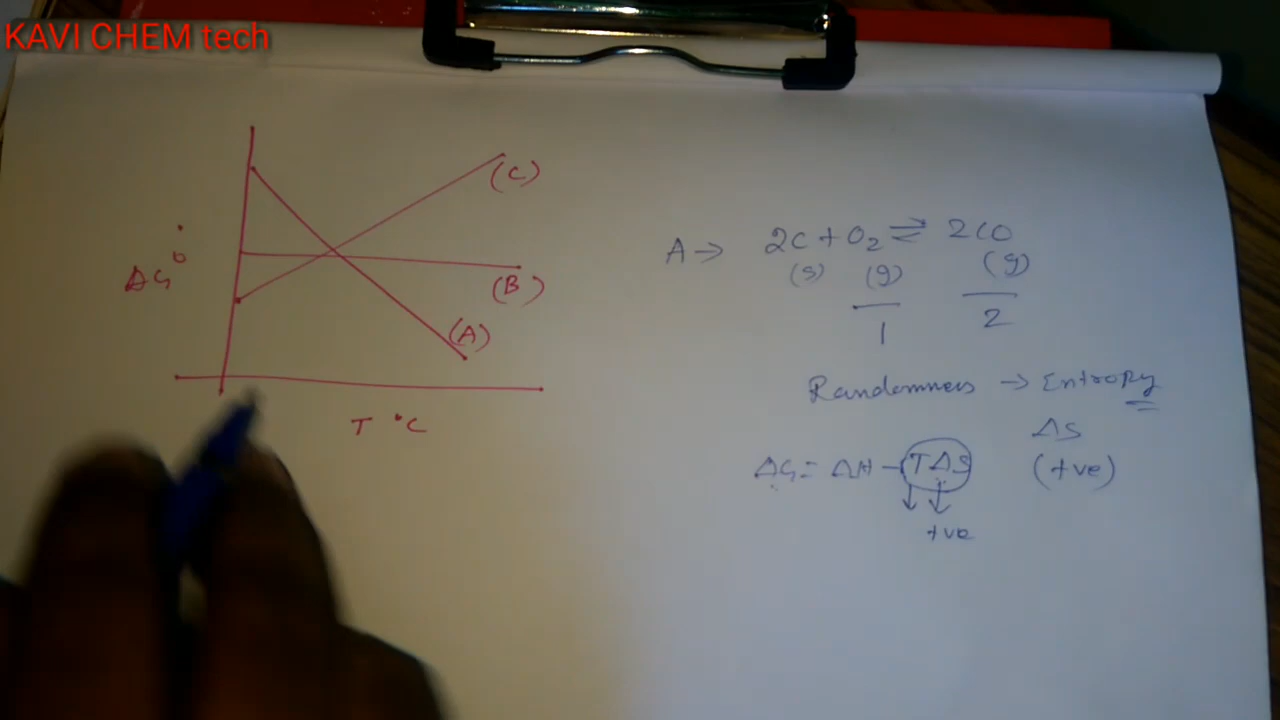 KAVI CHEM tech
(C)
ΔG°
(B)
(A)
T °C
A → 2C + O₂ ⇌ 2CO
(s) (g) (g)
1 2
Randomness → Entropy
ΔS
ΔG = ΔH - TΔS (+ve)
+ve